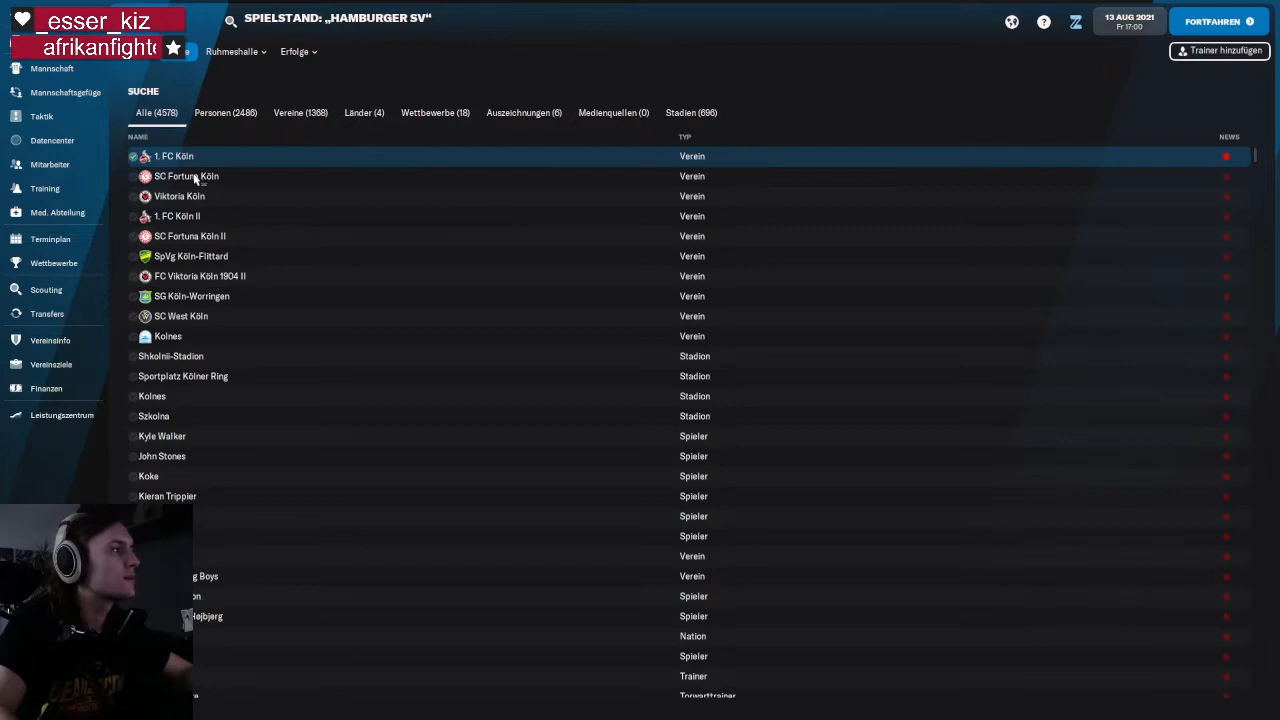 _esser_kiz
SPIELSTAND: „HAMBURGER SV“
13 AUG 2021
Fr 17:00
FORTFAHREN
afrikanfighte
Ruhmeshalle
Erfolge
Trainer hinzufügen
Mannschaft
Mannschaftsgefüge
Taktik
Datencenter
Mitarbeiter
Training
Med. Abteilung
Terminplan
Wettbewerbe
Scouting
Transfers
Vereinsinfo
Vereinsziele
Finanzen
Leistungszentrum
SUCHE
Alle (4578) Personen (2486) Vereine (1368) Länder (4) Wettbewerbe (18) Auszeichnungen (6) Medienquellen (0) Stadien (696)
NAME TYP NEWS
1. FC Köln Verein
SC Fortuna Köln Verein
Viktoria Köln Verein
1. FC Köln II Verein
SC Fortuna Köln II Verein
SpVg Köln-Flittard Verein
FC Viktoria Köln 1904 II Verein
SG Köln-Worringen Verein
SC West Köln Verein
Kolnes Verein
Shkolnii-Stadion Stadion
Sportplatz Kölner Ring Stadion
Kolnes Stadion
Szkolna Stadion
Kyle Walker Spieler
John Stones Spieler
Koke Spieler
Kieran Trippier Spieler
Spieler
Spieler
Verein
Boys Verein
Spieler
Højbjerg Spieler
Nation
Spieler
Trainer
Torwarttrainer